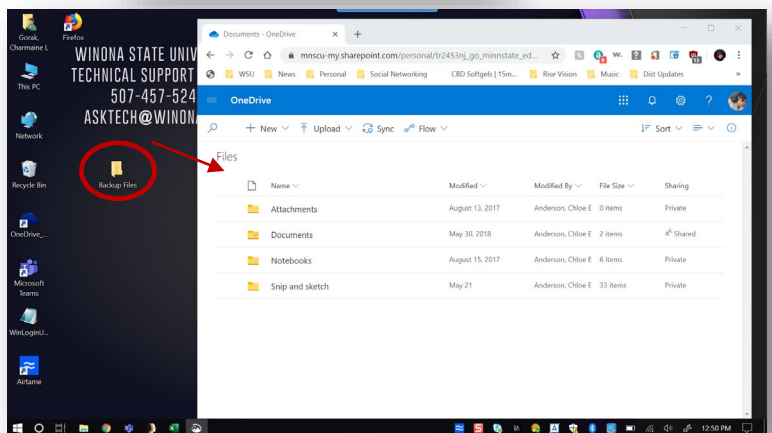 Gorak,
Charmaine L
Firefox
This PC
Network
Recycle Bin
Backup Files
OneDrive_...
Microsoft
Teams
WinLoginU...
Airtame
WINONA STATE UNIV
TECHNICAL SUPPORT
507-457-524
ASKTECH@WINON
Documents - OneDrive
mnscu-my.sharepoint.com/personal/tr2453nj_go_minnstate_ed...
WSU News Personal Social Networking CBD Softgels | 15m... Rise Vision Music Dist Updates »
OneDrive
New Upload Sync Flow Sort
Files
Name Modified Modified By File Size Sharing
Attachments August 13, 2017 Anderson, Chloe E 0 items Private
Documents May 30, 2018 Anderson, Chloe E 2 items Shared
Notebooks August 15, 2017 Anderson, Chloe E 6 items Private
Snip and sketch May 21 Anderson, Chloe E 33 items Private
12:50 PM